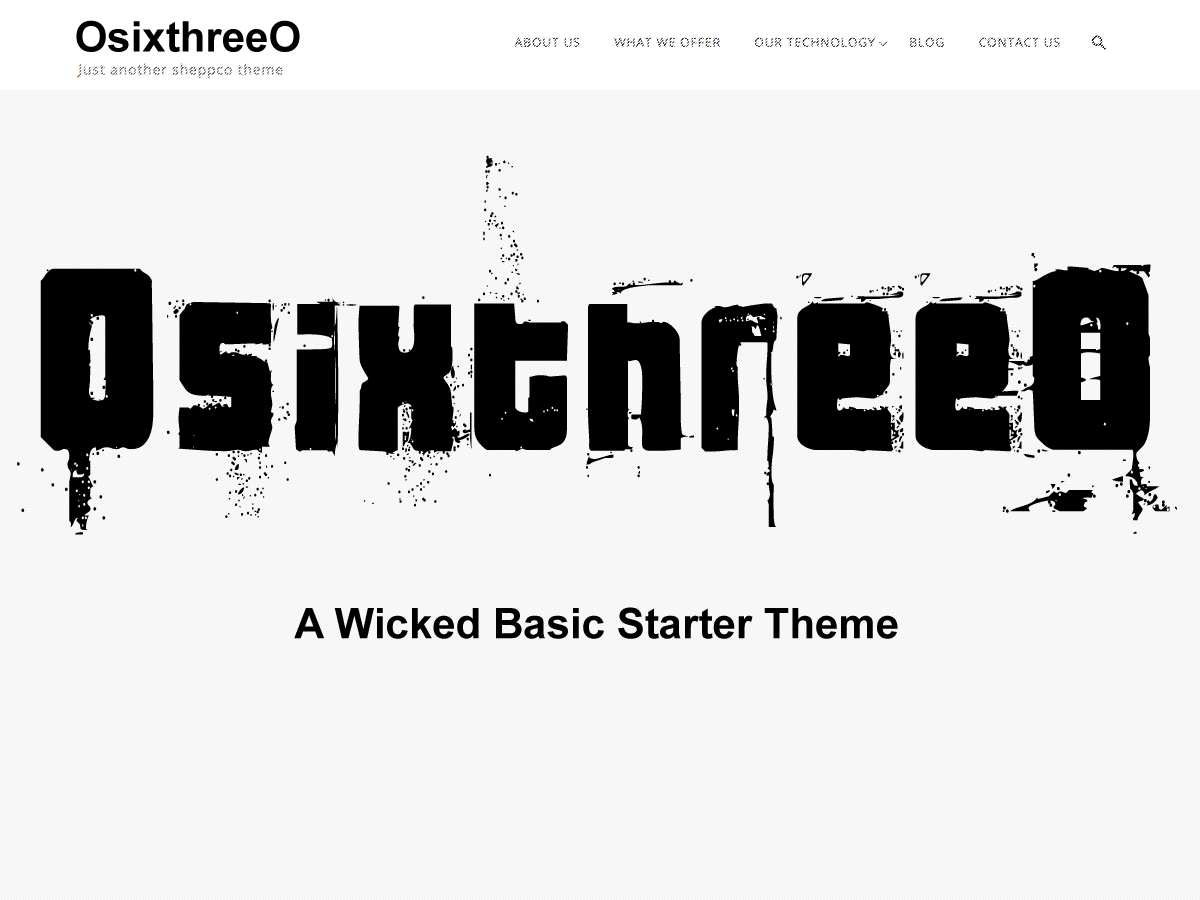 OsixthreeO
Just another sheppco theme
ABOUT US WHAT WE OFFER OUR TECHNOLOGY BLOG CONTACT US
OsixthreeO
A Wicked Basic Starter Theme